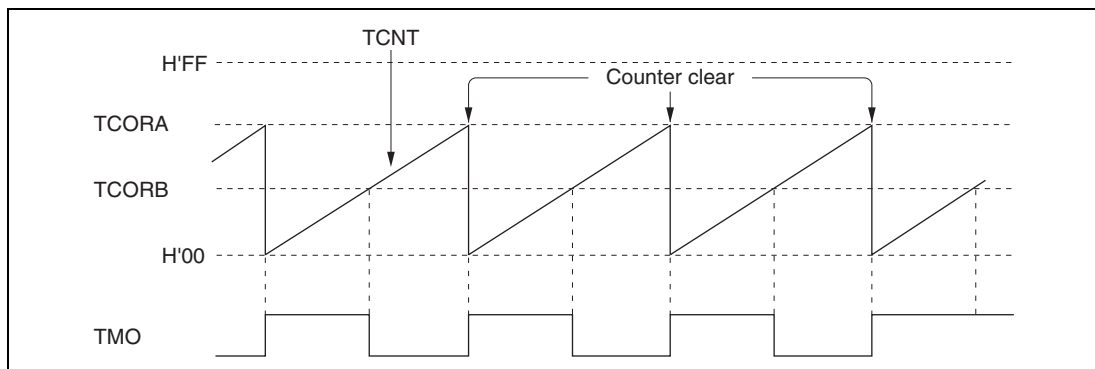 TCNT
H'FF
Counter clear
TCORA
TCORB
H'00
TMO